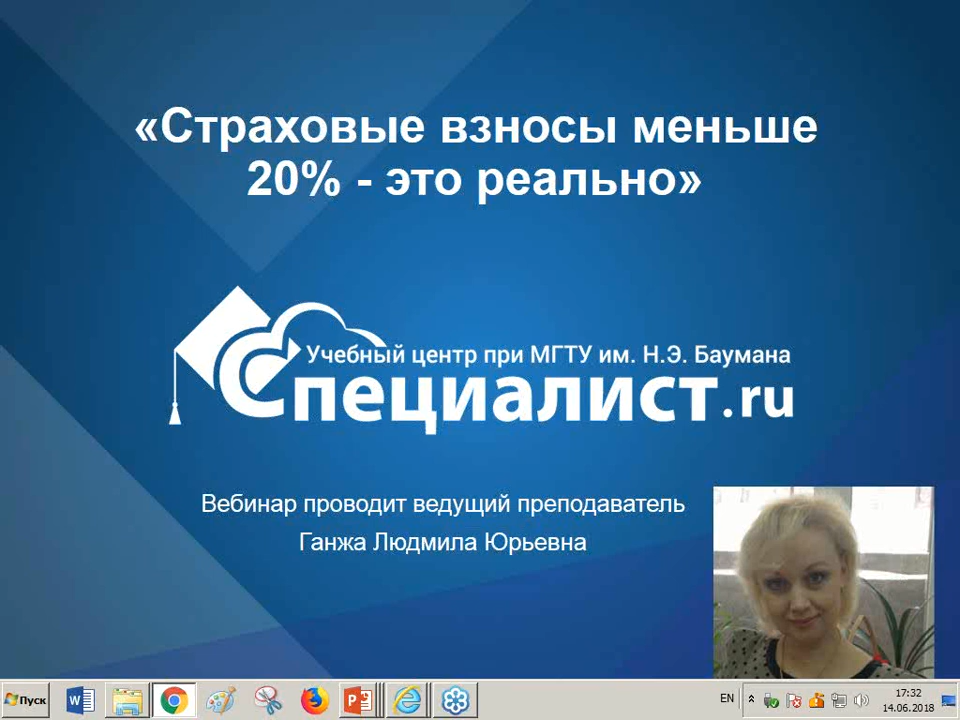 «Страховые взносы меньше
20% - это реально»
Учебный центр при МГТУ им. Н.Э. Баумана
Специалист.ru
Вебинар проводит ведущий преподаватель
Ганжа Людмила Юрьевна
Пуск
EN
17:32
14.06.2018